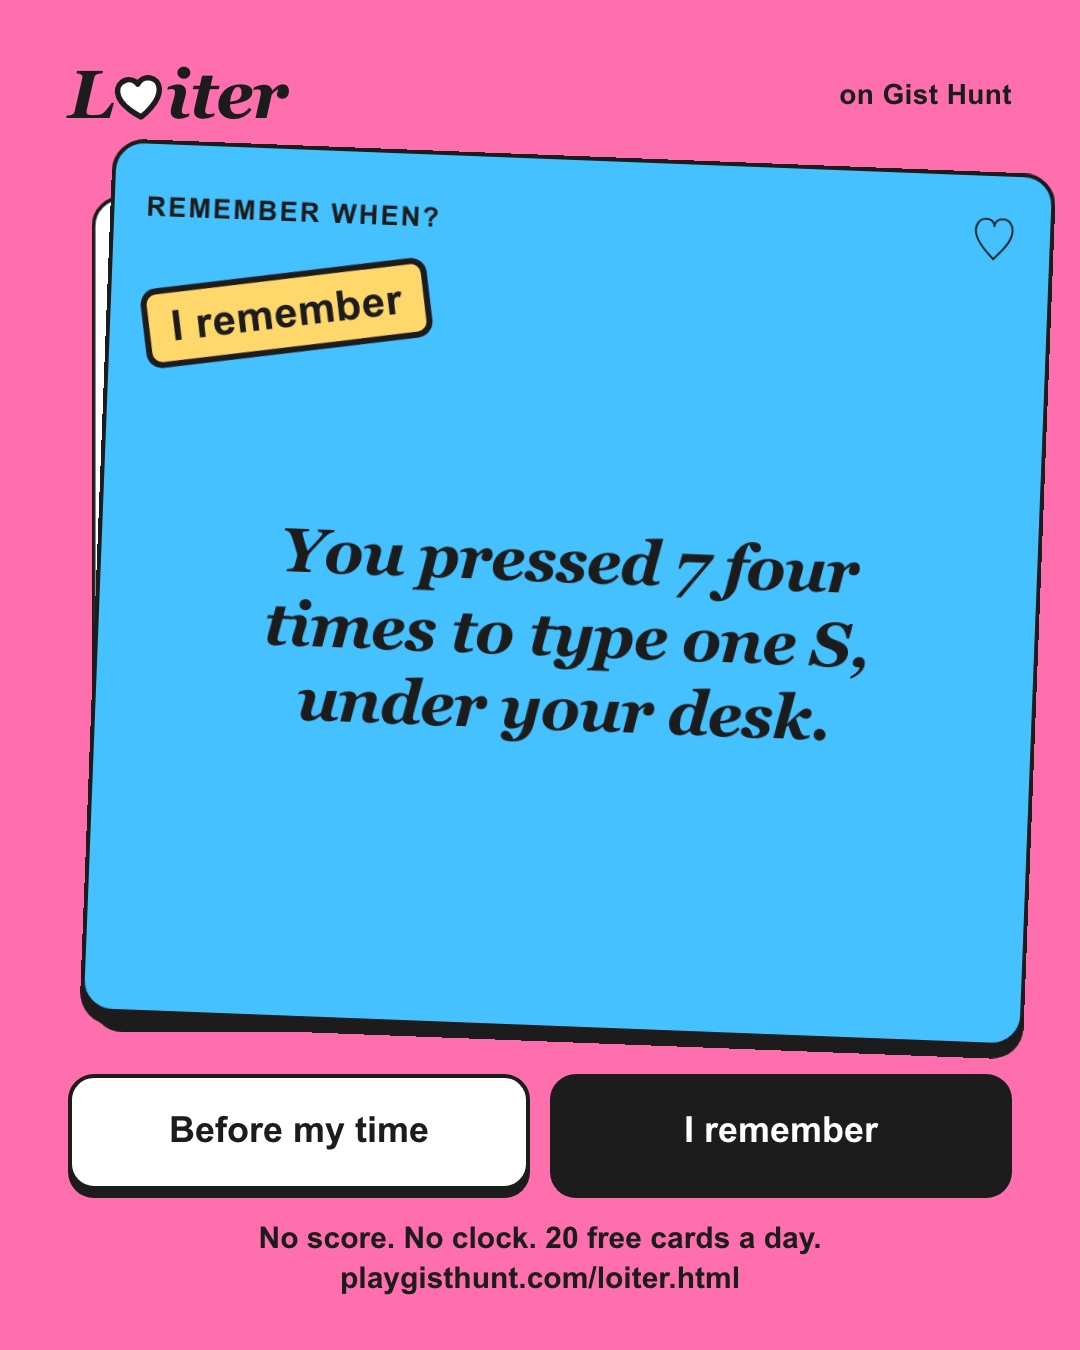 Loiter
on Gist Hunt
REMEMBER WHEN?
I remember
You pressed 7 four
times to type one S,
under your desk.
Before my time
I remember
No score. No clock. 20 free cards a day.
playgisthunt.com/loiter.html